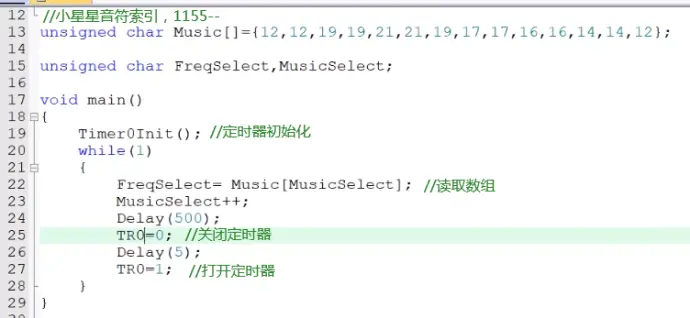 12 //小星星音符索引，1155--
13 unsigned char Music[]={12,12,19,19,21,21,19,17,17,16,16,14,14,12};
14
15 unsigned char FreqSelect,MusicSelect;
16
17 void main()
18 {
19 Timer0Init(); //定时器初始化
20 while(1)
21 {
22 FreqSelect= Music[MusicSelect]; //读取数组
23 MusicSelect++;
24 Delay(500);
25 TR0=0; //关闭定时器
26 Delay(5);
27 TR0=1; //打开定时器
28 }
29 }